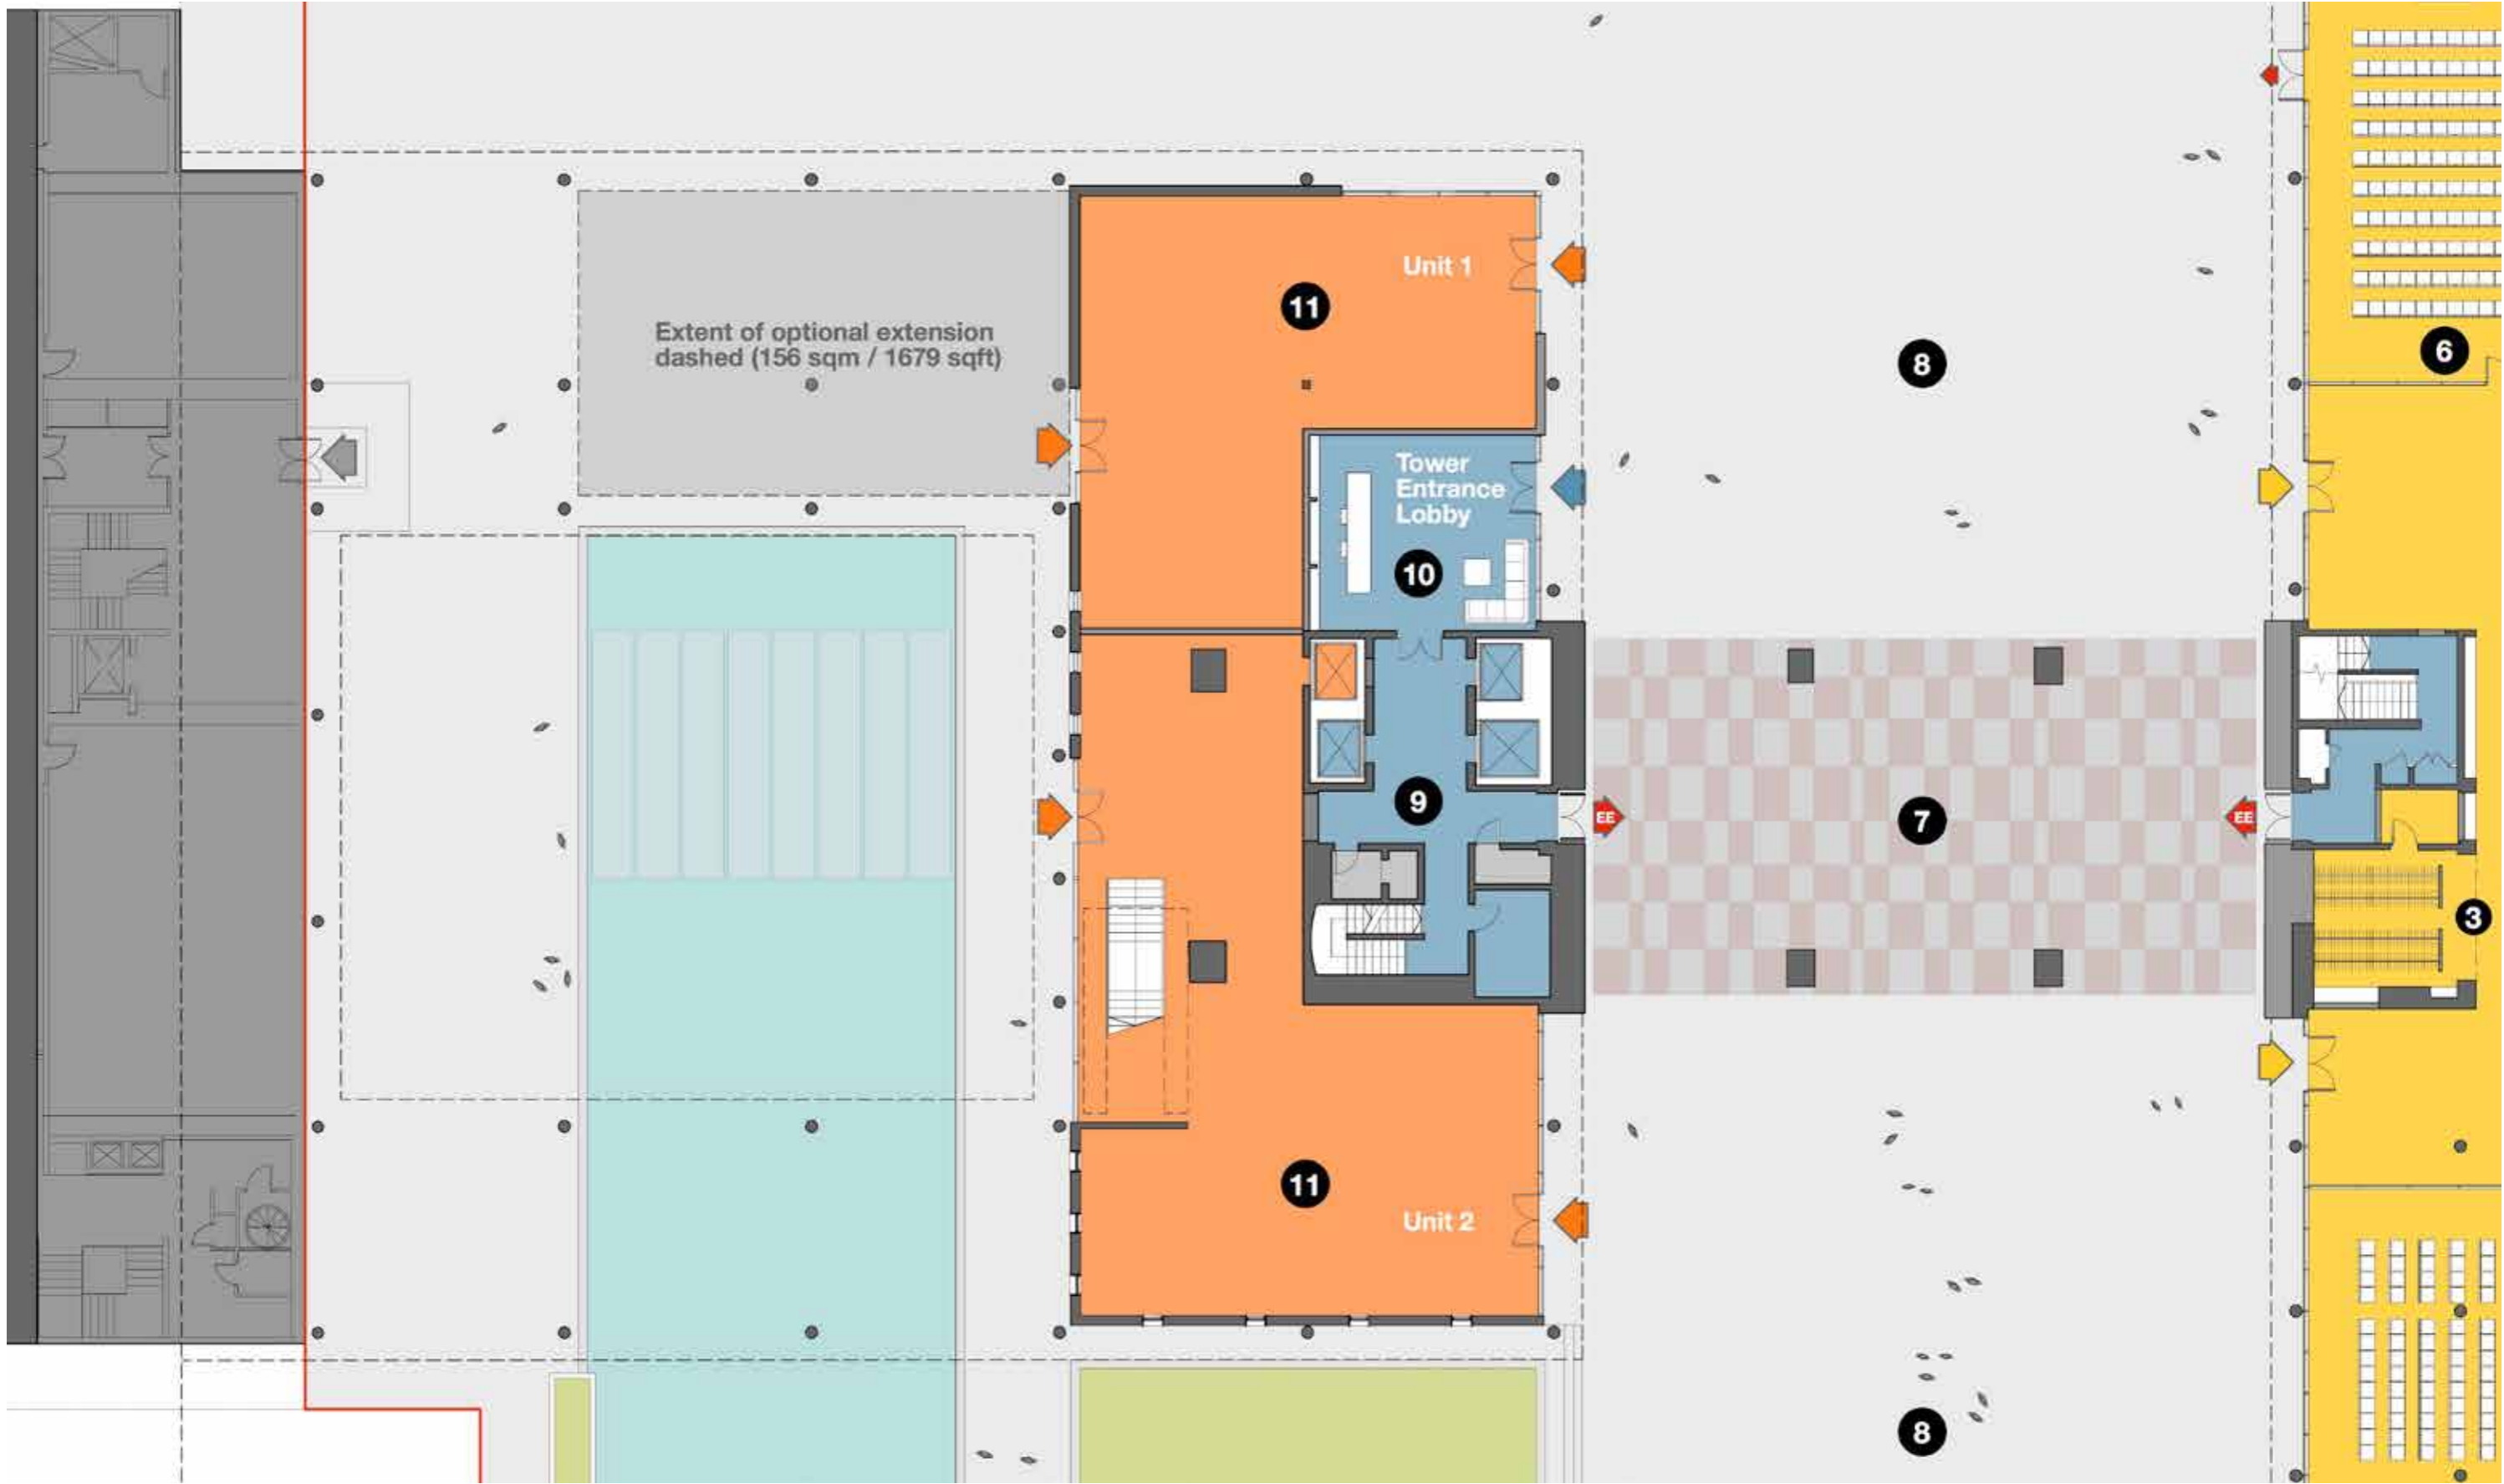 Unit 1
11
Extent of optional extension
dashed (156 sqm / 1679 sqft)
8
6
Tower
Entrance
Lobby
10
9
EE
7
EE
3
11
Unit 2
8